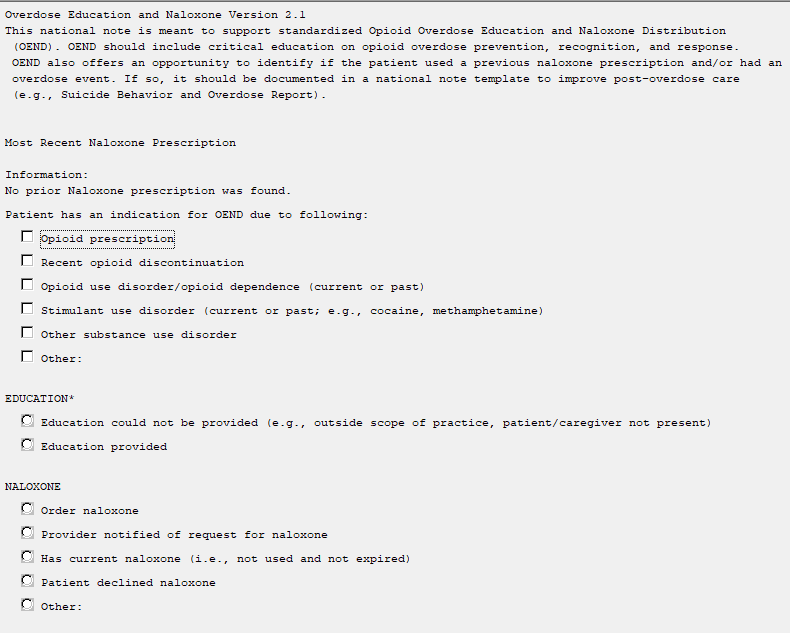 Overdose Education and Naloxone Version 2.1
This national note is meant to support standardized Opioid Overdose Education and Naloxone Distribution
(OEND). OEND should include critical education on opioid overdose prevention, recognition, and response.
OEND also offers an opportunity to identify if the patient used a previous naloxone prescription and/or had an
overdose event. If so, it should be documented in a national note template to improve post-overdose care
(e.g., Suicide Behavior and Overdose Report).
Most Recent Naloxone Prescription
Information:
No prior Naloxone prescription was found.
Patient has an indication for OEND due to following:
Opioid prescription
Recent opioid discontinuation
Opioid use disorder/opioid dependence (current or past)
Stimulant use disorder (current or past; e.g., cocaine, methamphetamine)
Other substance use disorder
Other:
EDUCATION*
Education could not be provided (e.g., outside scope of practice, patient/caregiver not present)
Education provided
NALOXONE
Order naloxone
Provider notified of request for naloxone
Has current naloxone (i.e., not used and not expired)
Patient declined naloxone
Other: